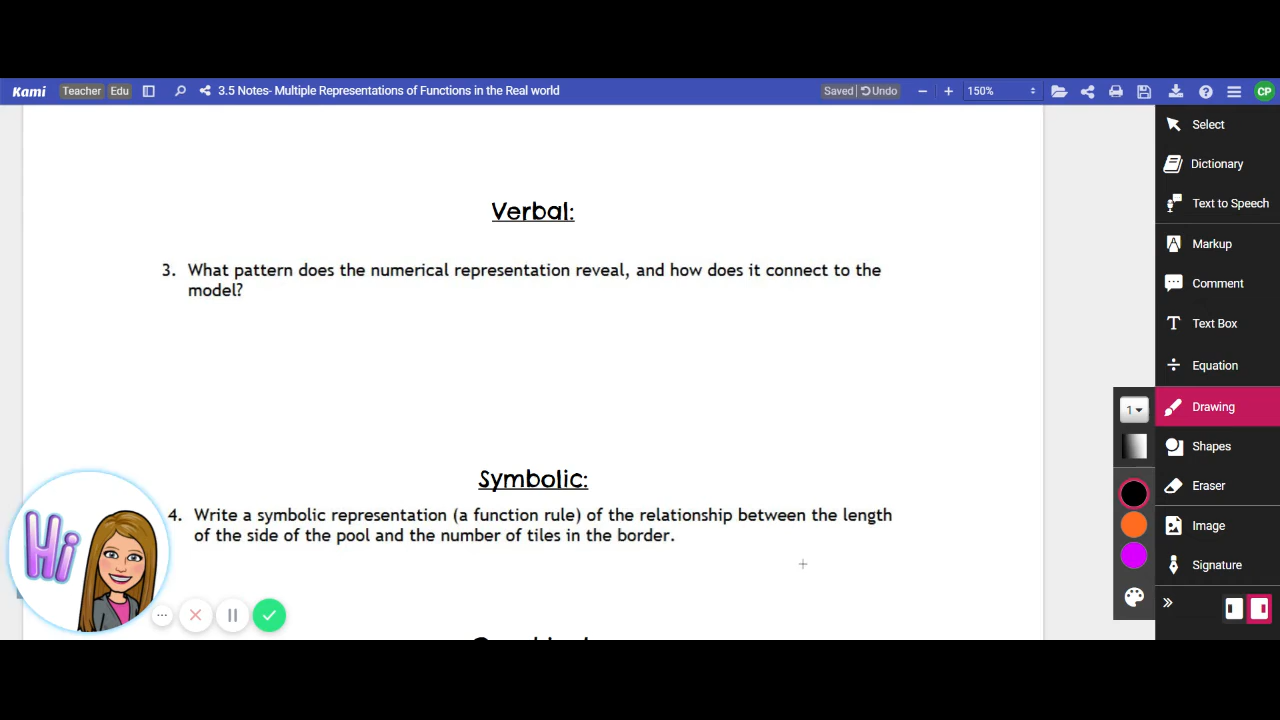 Kami Teacher Edu 3.5 Notes- Multiple Representations of Functions in the Real world Saved Undo 150% CP
Select
Dictionary
Text to Speech
Markup
Comment
Text Box
Equation
1
Drawing
Shapes
Eraser
Image
Signature
Verbal:
3. What pattern does the numerical representation reveal, and how does it connect to the
model?
Symbolic:
4. Write a symbolic representation (a function rule) of the relationship between the length
of the side of the pool and the number of tiles in the border.
Hi